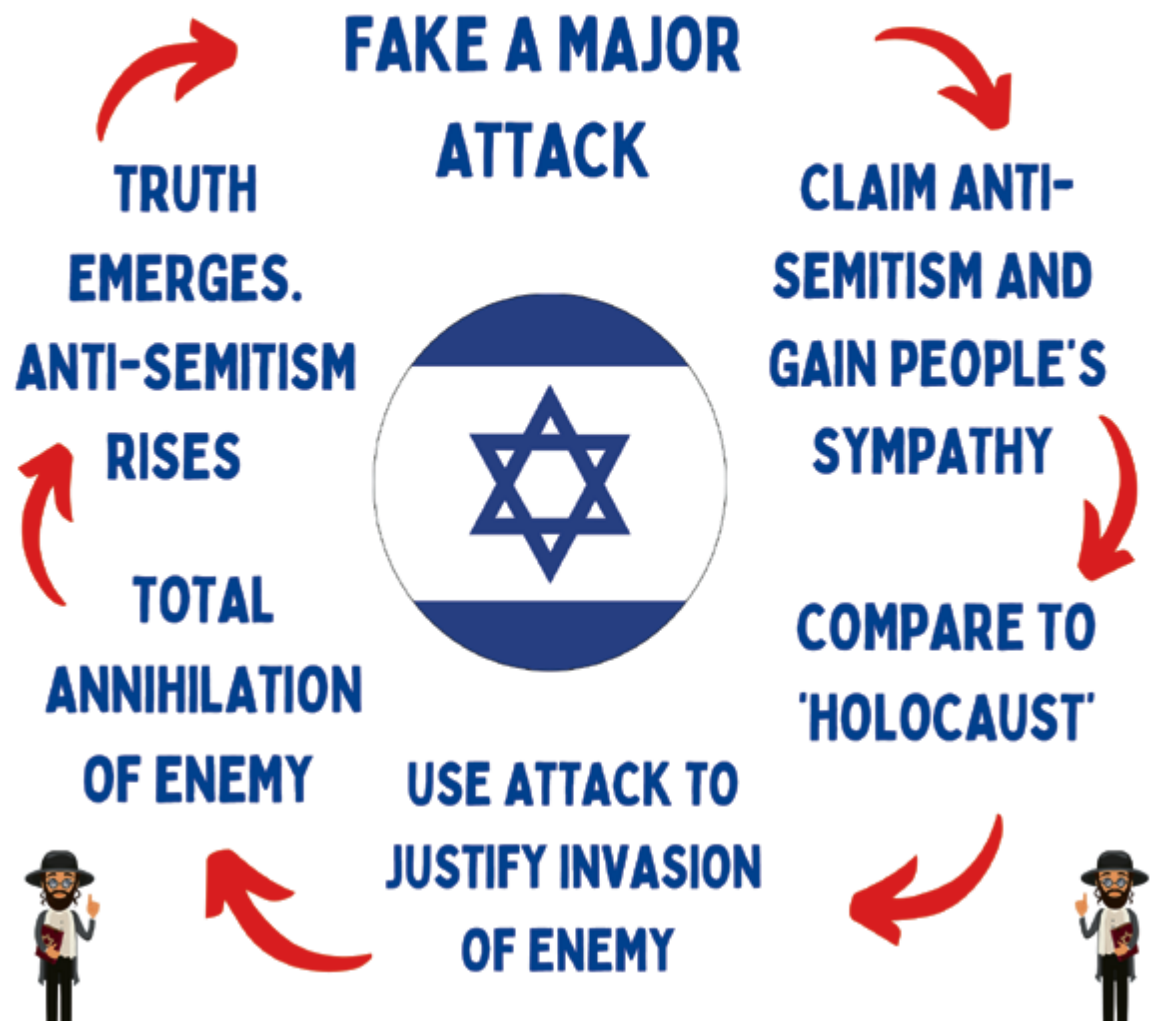 FAKE A MAJOR
ATTACK
CLAIM ANTI-
SEMITISM AND
GAIN PEOPLE'S
SYMPATHY
COMPARE TO
'HOLOCAUST'
USE ATTACK TO
JUSTIFY INVASION
OF ENEMY
TOTAL
ANNIHILATION
OF ENEMY
TRUTH
EMERGES.
ANTI-SEMITISM
RISES